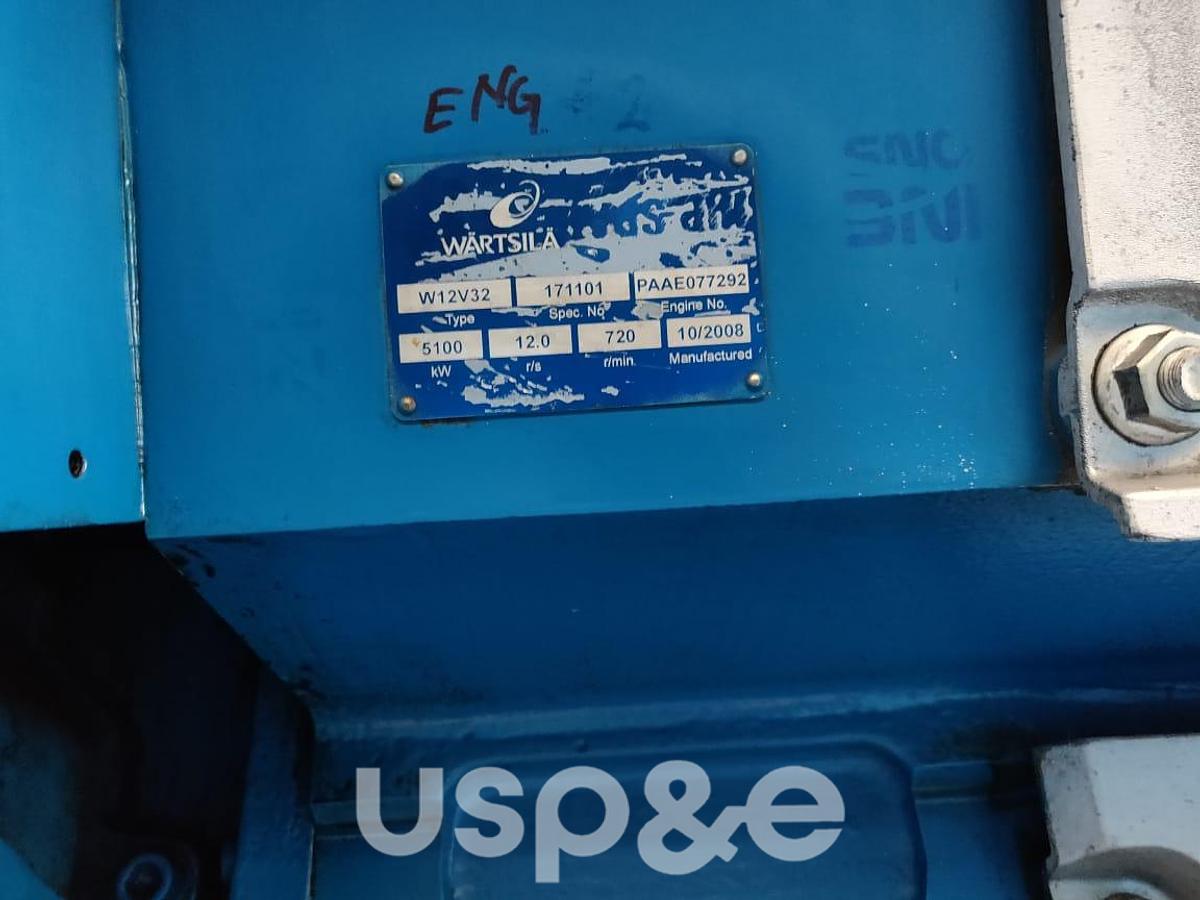 ENG 2
WÄRTSILÄ
W12V32 171101 PAAE077292
Type Spec. No. Engine No.
5100 12.0 720 10/2008
kW r/s r/min. Manufactured
usp&e